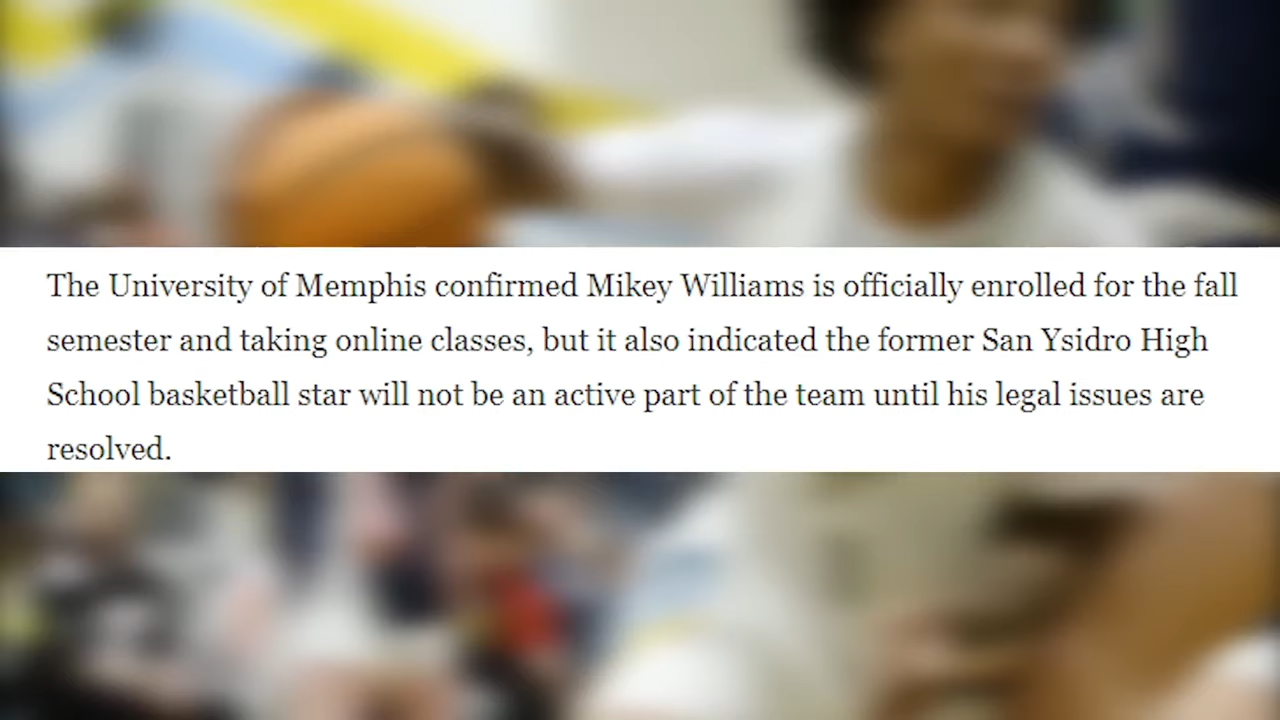 The University of Memphis confirmed Mikey Williams is officially enrolled for the fall
semester and taking online classes, but it also indicated the former San Ysidro High
School basketball star will not be an active part of the team until his legal issues are
resolved.